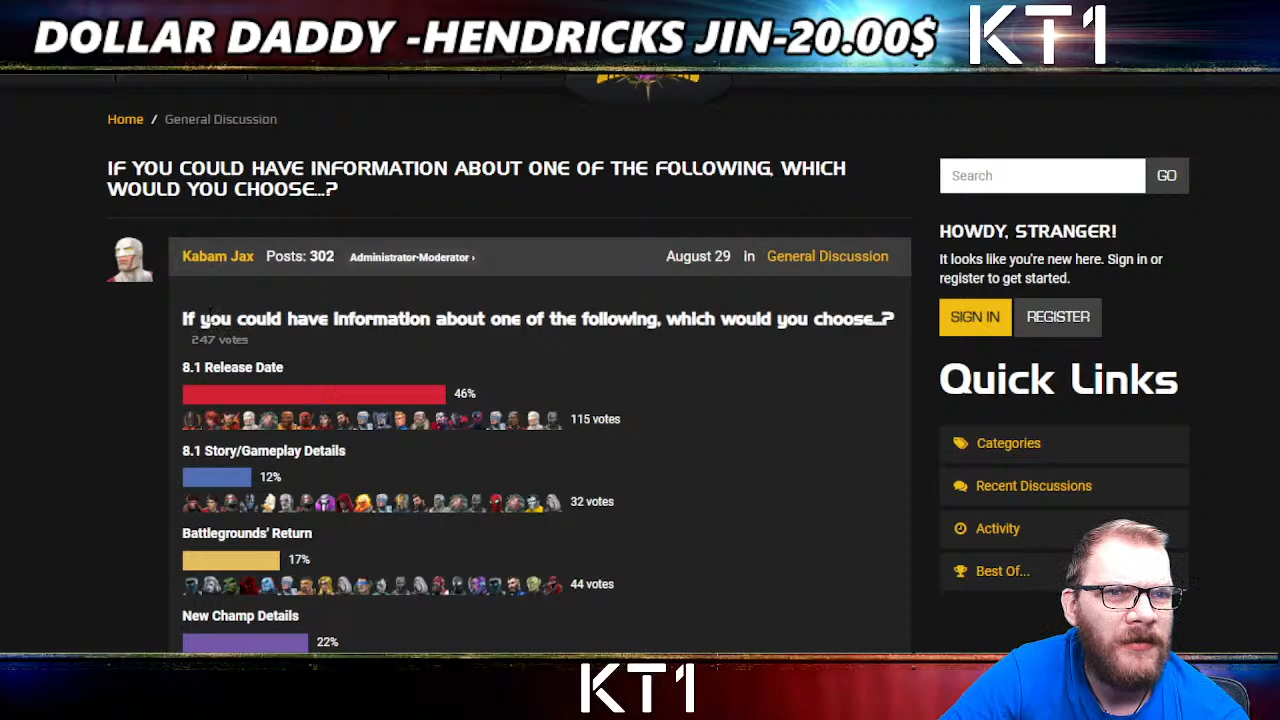 DOLLAR DADDY -HENDRICKS JIN-20.00$ KT1
Home / General Discussion
IF YOU COULD HAVE INFORMATION ABOUT ONE OF THE FOLLOWING, WHICH
WOULD YOU CHOOSE...?
Search GO
HOWDY, STRANGER!
It looks like you're new here. Sign in or
register to get started.
SIGN IN REGISTER
Kabam Jax Posts: 302 Administrator-Moderator › August 29 in General Discussion
If you could have information about one of the following, which would you choose...?
247 votes
8.1 Release Date
46%
115 votes
8.1 Story/Gameplay Details
12%
32 votes
Battlegrounds' Return
17%
44 votes
New Champ Details
22%
Quick Links
Categories
Recent Discussions
Activity
Best Of...
KT1